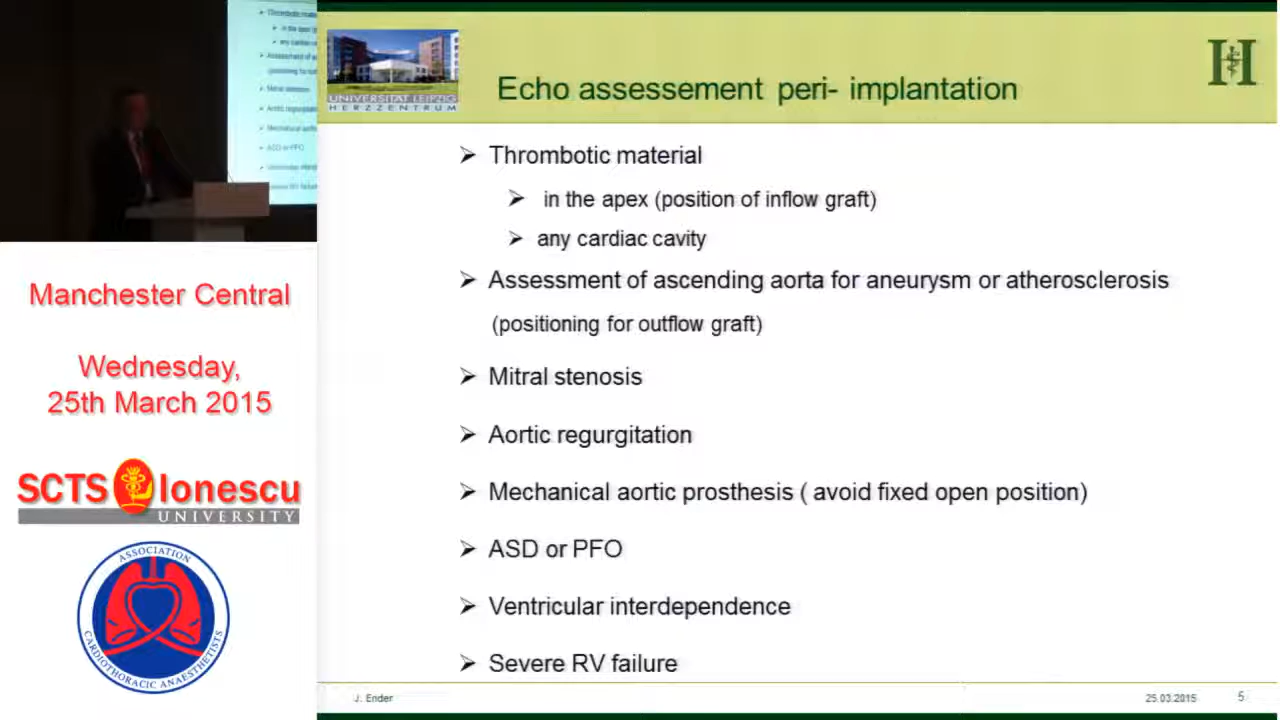 Echo assessement peri- implantation
UNIVERSITÄT LEIPZIG
HERZZENTRUM
H
Thrombotic material
in the apex (position of inflow graft)
any cardiac cavity
Assessment of ascending aorta for aneurysm or atherosclerosis
(positioning for outflow graft)
Mitral stenosis
Aortic regurgitation
Mechanical aortic prosthesis ( avoid fixed open position)
ASD or PFO
Ventricular interdependence
Severe RV failure
J. Ender
25.03.2015
5
Manchester Central
Wednesday,
25th March 2015
SCTS Ionescu
UNIVERSITY
ASSOCIATION
CARDIOTHORACIC ANAESTHETISTS